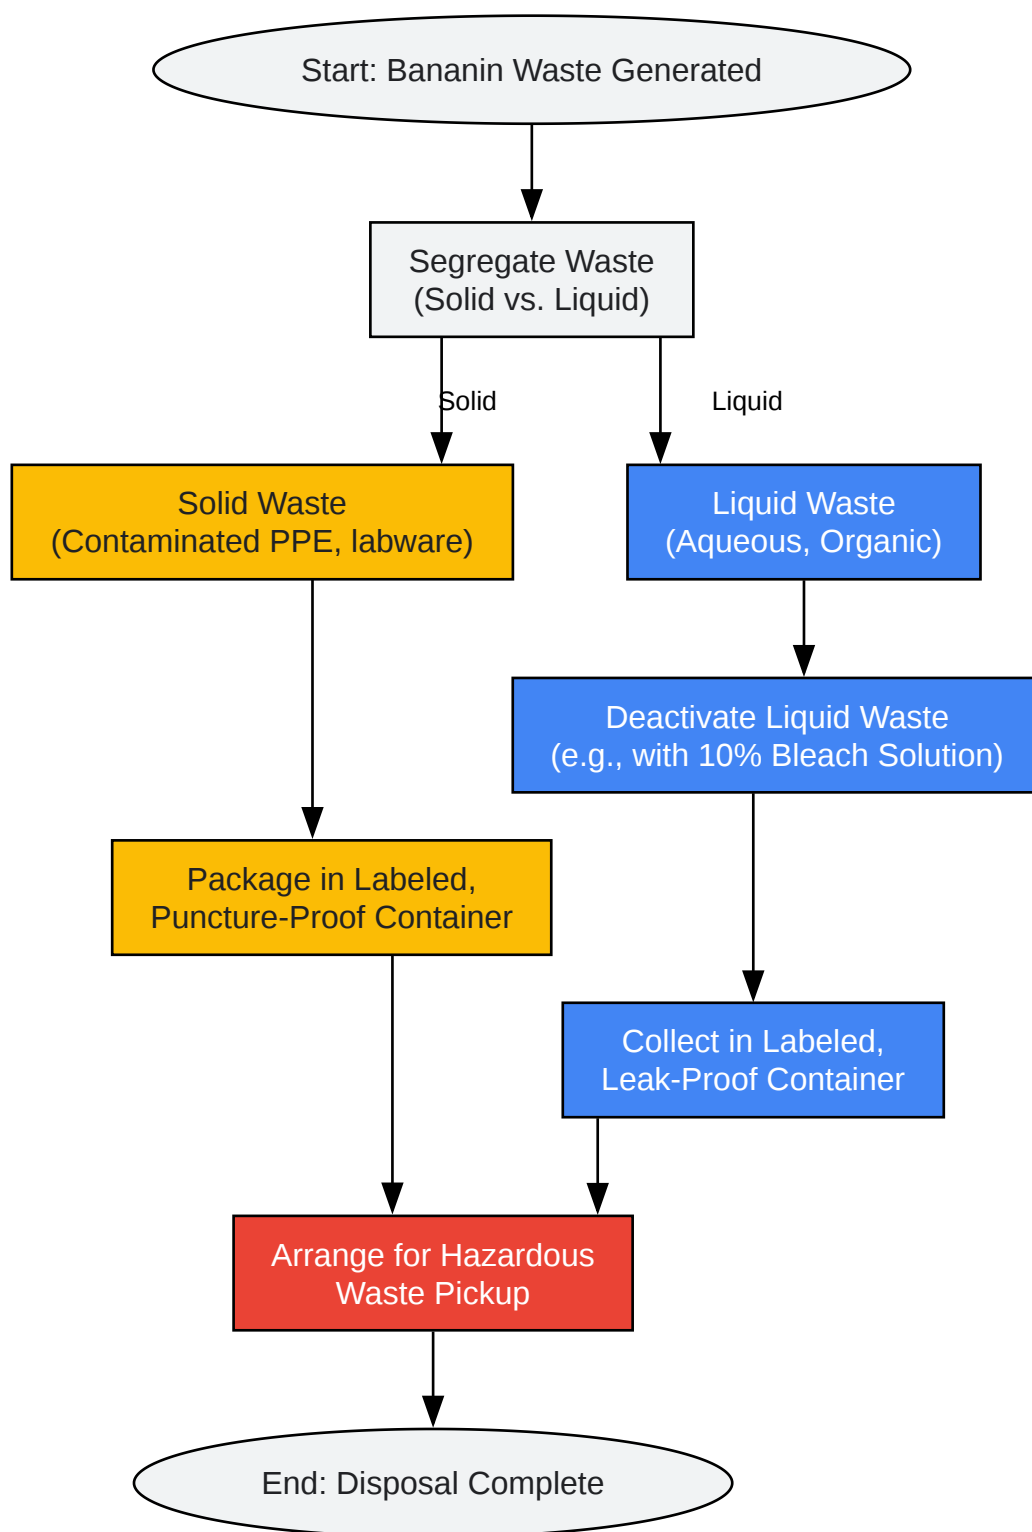 Start: Bananin Waste Generated
Segregate Waste
(Solid vs. Liquid)
Solid
Liquid
Solid Waste
(Contaminated PPE, labware)
Liquid Waste
(Aqueous, Organic)
Deactivate Liquid Waste
(e.g., with 10% Bleach Solution)
Package in Labeled,
Puncture-Proof Container
Collect in Labeled,
Leak-Proof Container
Arrange for Hazardous
Waste Pickup
End: Disposal Complete